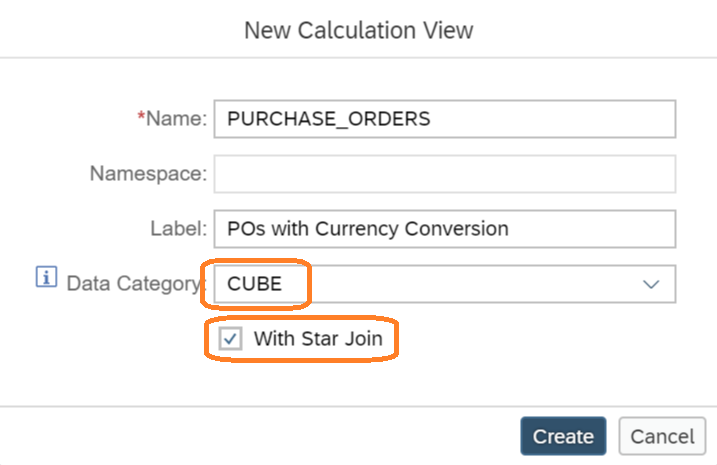 New Calculation View
*Name: PURCHASE_ORDERS
Namespace:
Label: POs with Currency Conversion
i Data Category: CUBE
With Star Join
Create Cancel